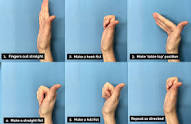 1. Fingers out straight
2. Make a hook fist
3. Make 'table top' position
4. Make a straight fist
5. Make a full fist
Repeat as directed